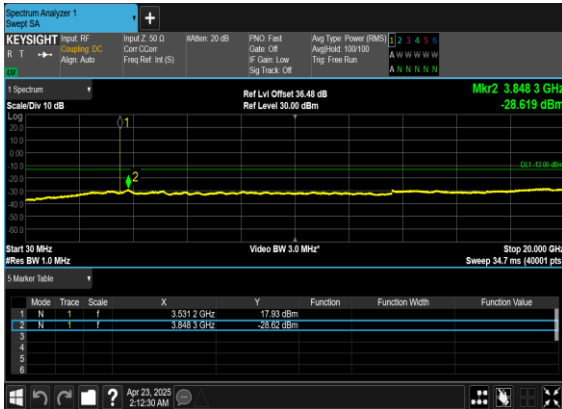 Spectrum Analyzer 1
Swept SA
KEYSIGHT
R T
Input: RF
Coupling: DC
Align: Auto
Input Z: 50 Ω
Corr CCorr
Freq Ref: Int (S)
#Atten: 20 dB
PNO: Fast
Gate: Off
IF Gain: Low
Sig Track: Off
Avg Type: Power (RMS)
Avg|Hold: 100/100
Trig: Free Run
1 2 3 4 5 6
A W W W W W
A N N N N N
1 Spectrum
Scale/Div 10 dB
Ref Lvl Offset 36.48 dB
Ref Level 30.00 dBm
Mkr2 3.848 3 GHz
-28.619 dBm
Log
20.0
10.0
0.00
-10.0
-20.0
-30.0
-40.0
-50.0
-60.0
1
2
DL1 -13.00 dBm
Start 30 MHz
#Res BW 1.0 MHz
Video BW 3.0 MHz*
Stop 20.000 GHz
Sweep 34.7 ms (40001 pts)
5 Marker Table
Mode Trace Scale X Y Function Function Width Function Value
1 N 1 f 3.531 2 GHz 17.93 dBm
2 N 1 f 3.848 3 GHz -28.62 dBm
3
4
5
6
?
Apr 23, 2025
2:12:30 AM